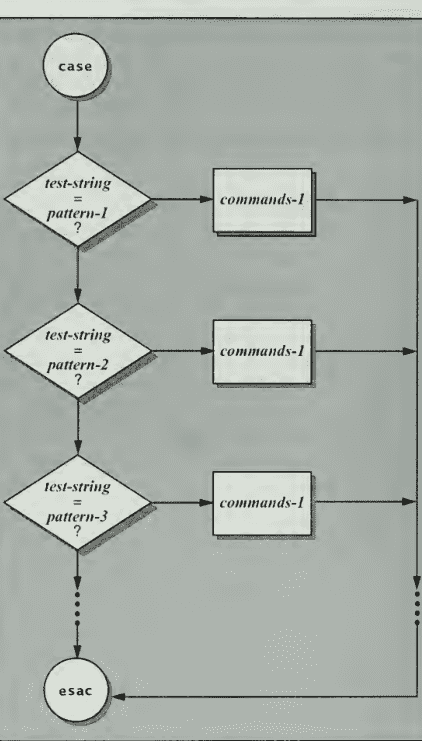 case
test-string
=
pattern-1
?
commands-1
test-string
=
pattern-2
?
commands-1
test-string
=
pattern-3
?
commands-1
esac